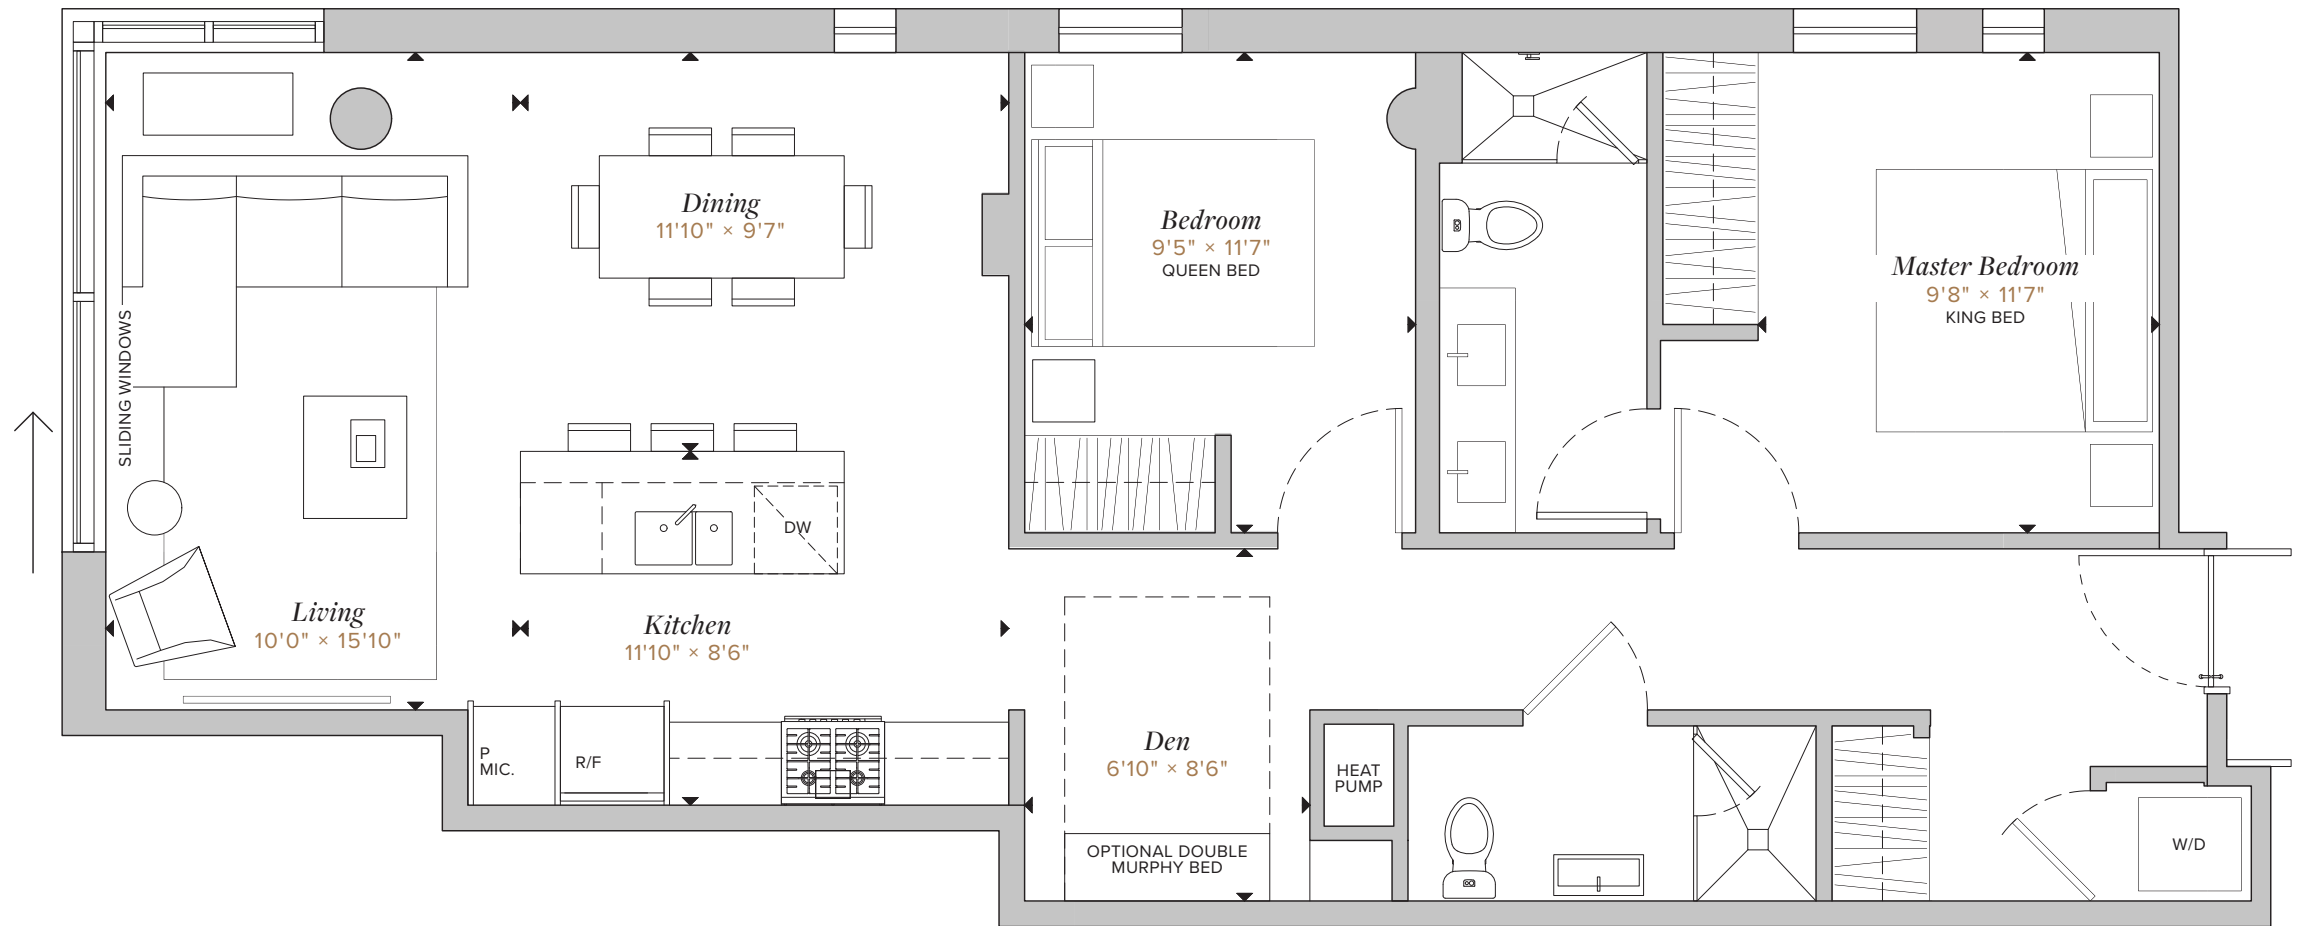 Dining
11'10" × 9'7"
Bedroom
9'5" × 11'7"
QUEEN BED
Master Bedroom
9'8" × 11'7"
KING BED
SLIDING WINDOWS
DW
Living
10'0" × 15'10"
Kitchen
11'10" × 8'6"
P
MIC.
R/F
Den
6'10" × 8'6"
HEAT
PUMP
OPTIONAL DOUBLE
MURPHY BED
W/D